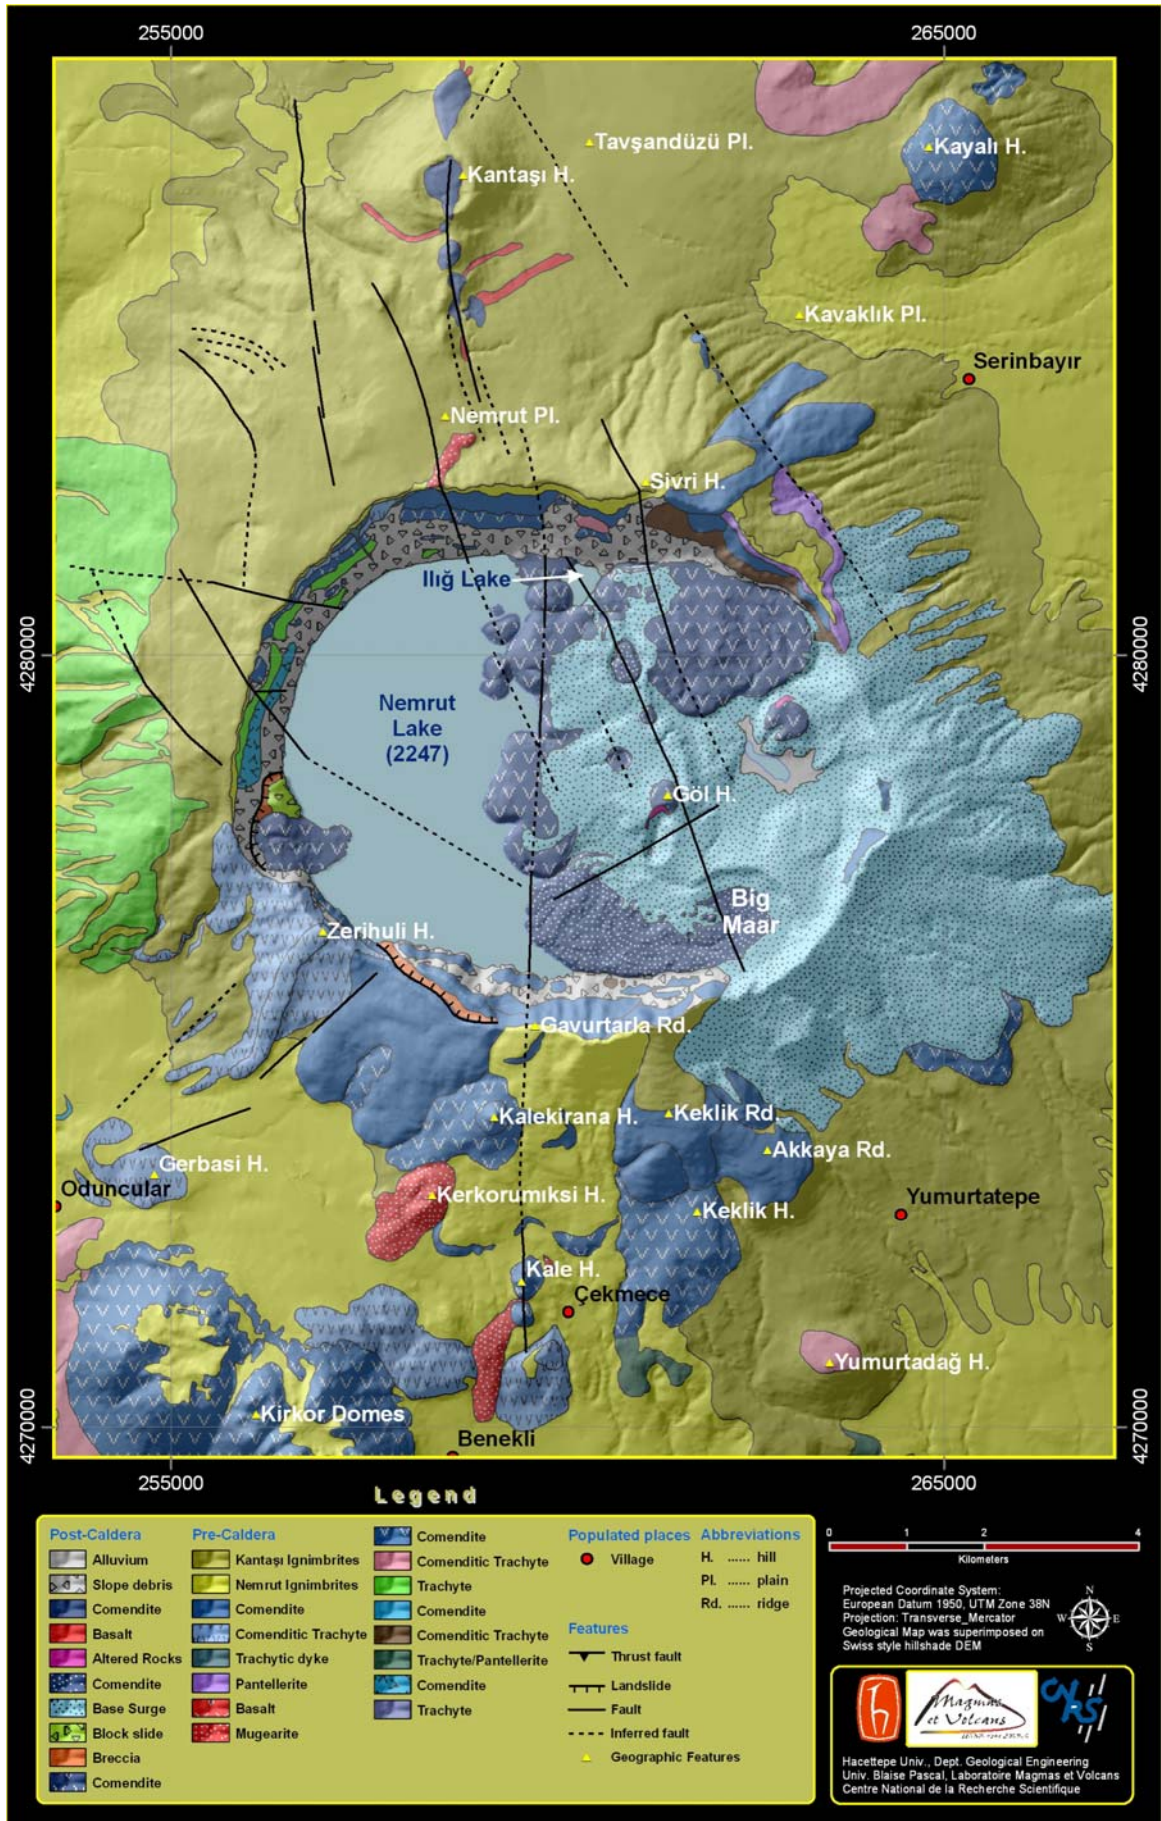 255000
265000
Tavşandüzü Pl.
Kayalı H.
Kantaşı H.
Kavaklık Pl.
Serinbayır
Nemrut Pl.
Sivri H.
Ilığ Lake
4280000
4280000
Nemrut
Lake
(2247)
Göl H.
Big
Maar
Zerihuli H.
Gavurtarla Rd.
Kalekirana H.
Keklik Rd.
Akkaya Rd.
Gerbasi H.
Oduncular
Kerkorumıksi H.
Keklik H.
Yumurtatepe
Kale H.
Çekmece
Yumurtadağ H.
Kirkor Domes
4270000
4270000
Benekli
255000
265000
Legend
Post-Caldera
Alluvium
Slope debris
Comendite
Basalt
Altered Rocks
Comendite
Base Surge
Block slide
Breccia
Comendite
Pre-Caldera
Kantaşı Ignimbrites
Nemrut Ignimbrites
Comendite
Comenditic Trachyte
Trachytic dyke
Pantellerite
Basalt
Mugearite
Comendite
Comenditic Trachyte
Trachyte
Comendite
Comenditic Trachyte
Trachyte/Pantellerite
Comendite
Trachyte
Populated places
Village
Features
Thrust fault
Landslide
Fault
Inferred fault
Geographic Features
Abbreviations
H. ...... hill
Pl. ...... plain
Rd. ...... ridge
0 1 2 4
Kilometers
Projected Coordinate System:
European Datum 1950, UTM Zone 38N
Projection: Transverse_Mercator
Geological Map was superimposed on
Swiss style hillshade DEM
N
W E
S
Magmas
et Volcans
CNRS
Hacettepe Univ., Dept. Geological Engineering
Univ. Blaise Pascal, Laboratoire Magmas et Volcans
Centre National de la Recherche Scientifique